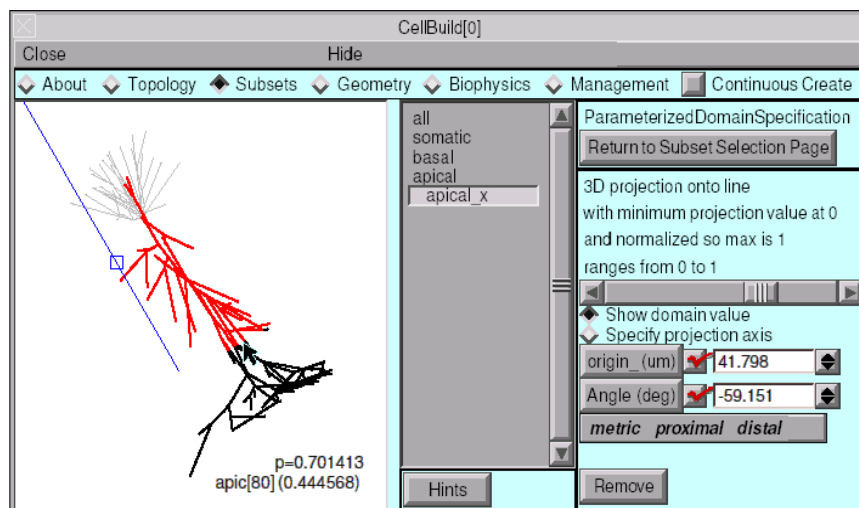 CellBuild[0]
Close Hide
About Topology Subsets Geometry Biophysics Management Continuous Create
all
somatic
basal
apical
apical_x
Hints
p=0.701413
apic[80] (0.444568)
ParameterizedDomainSpecification
Return to Subset Selection Page
3D projection onto line
with minimum projection value at 0
and normalized so max is 1
ranges from 0 to 1
Show domain value
Specify projection axis
origin_ (um) 41.798
Angle (deg) -59.151
metric proximal distal
Remove